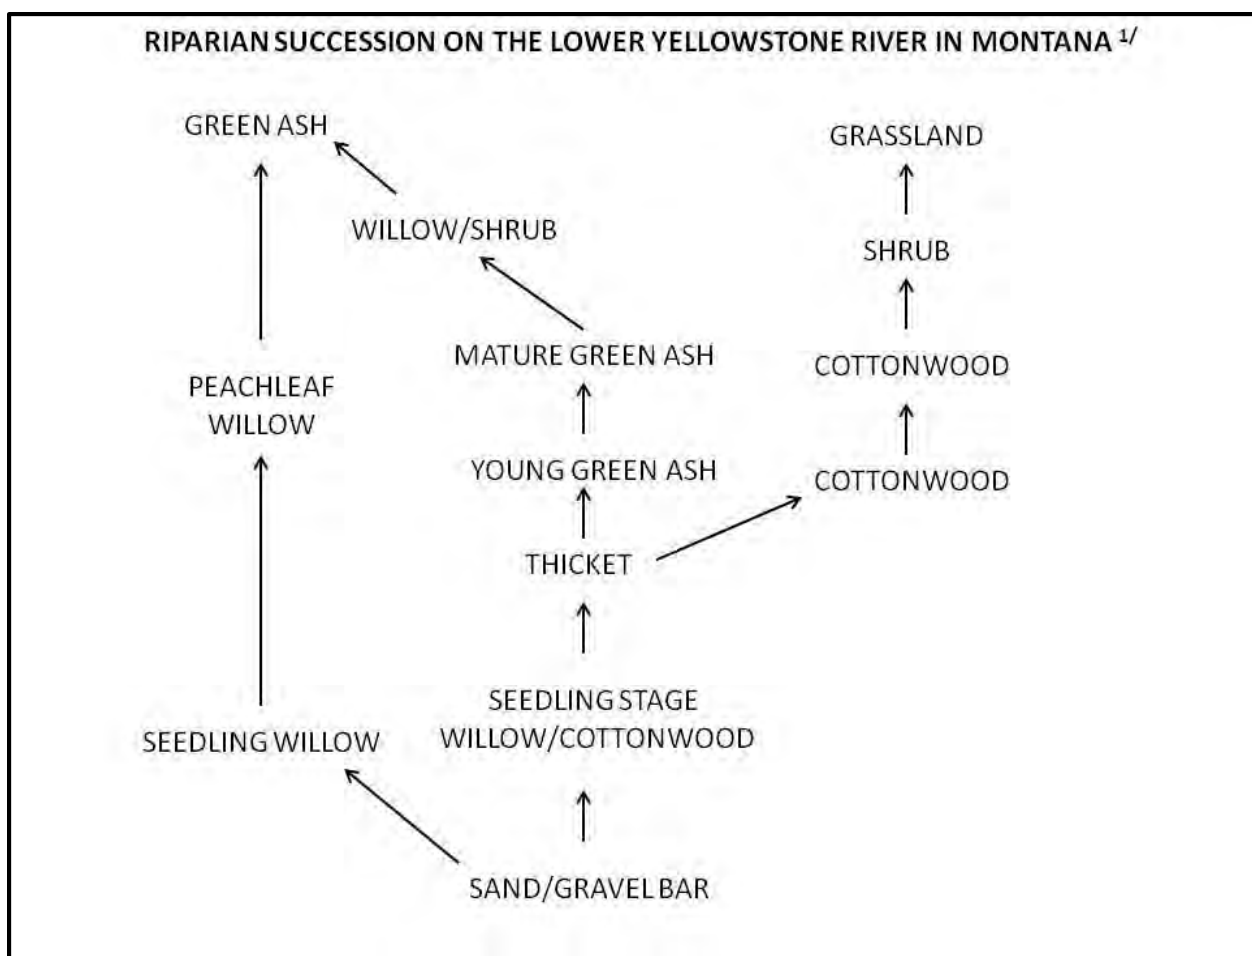 RIPARIAN SUCCESSION ON THE LOWER YELLOWSTONE RIVER IN MONTANA 1/
GREEN ASH
GRASSLAND
WILLOW/SHRUB
SHRUB
MATURE GREEN ASH
COTTONWOOD
PEACHLEAF
WILLOW
YOUNG GREEN ASH
COTTONWOOD
THICKET
SEEDLING STAGE
WILLOW/COTTONWOOD
SEEDLING WILLOW
SAND/GRAVEL BAR